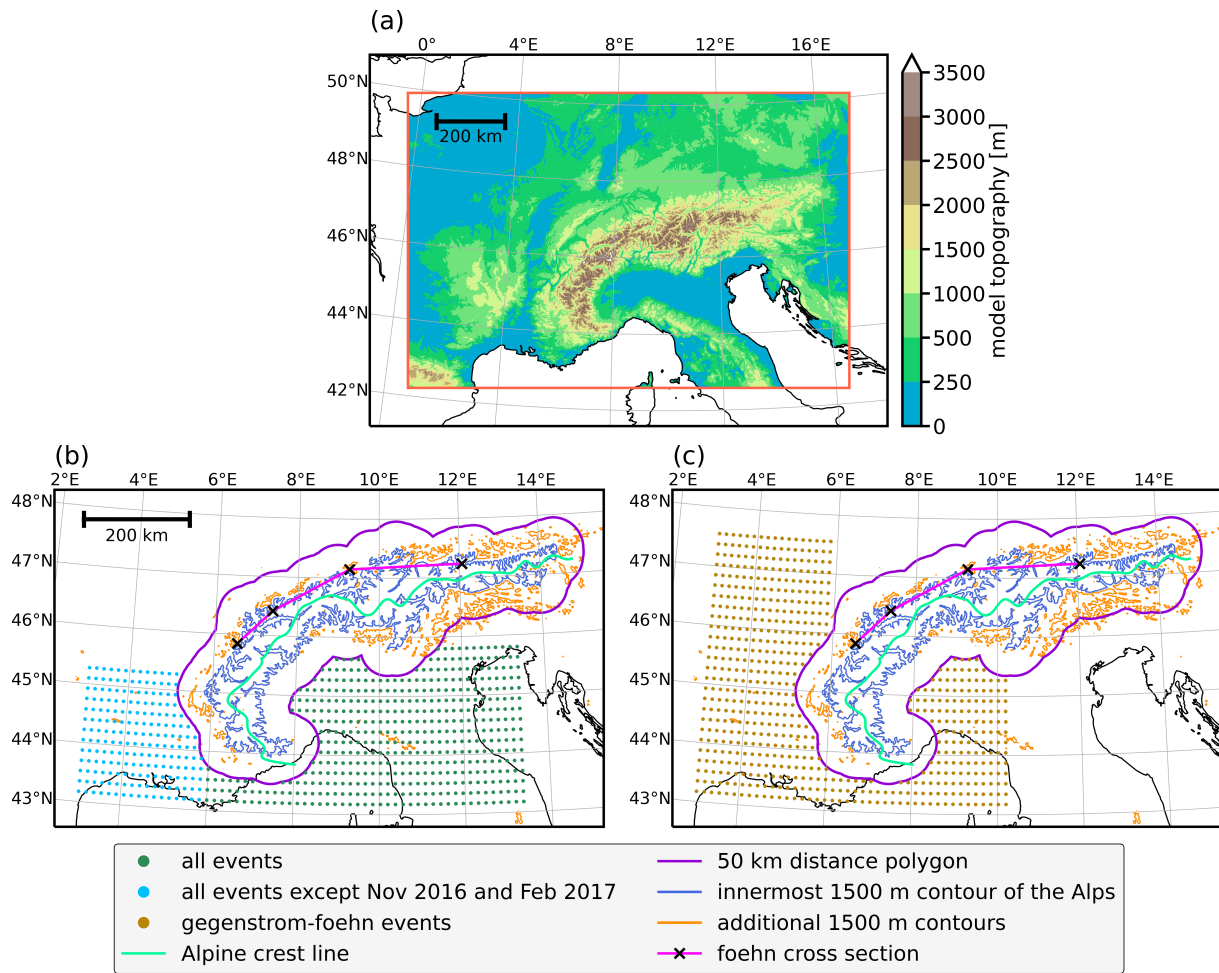 (a)
0° 4°E 8°E 12°E 16°E
50°N
48°N
46°N
44°N
42°N
200 km
3500
3000
2500
2000
1500
1000
500
250
0
model topography [m]
(b)
2°E 4°E 6°E 8°E 10°E 12°E 14°E
48°N
47°N
46°N
45°N
44°N
43°N
200 km
(c)
2°E 4°E 6°E 8°E 10°E 12°E 14°E
48°N
47°N
46°N
45°N
44°N
43°N
all events
all events except Nov 2016 and Feb 2017
gegenstrom-foehn events
Alpine crest line
50 km distance polygon
innermost 1500 m contour of the Alps
additional 1500 m contours
foehn cross section